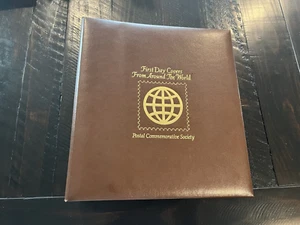 First Day Covers
From Around The World
Postal Commemorative Society